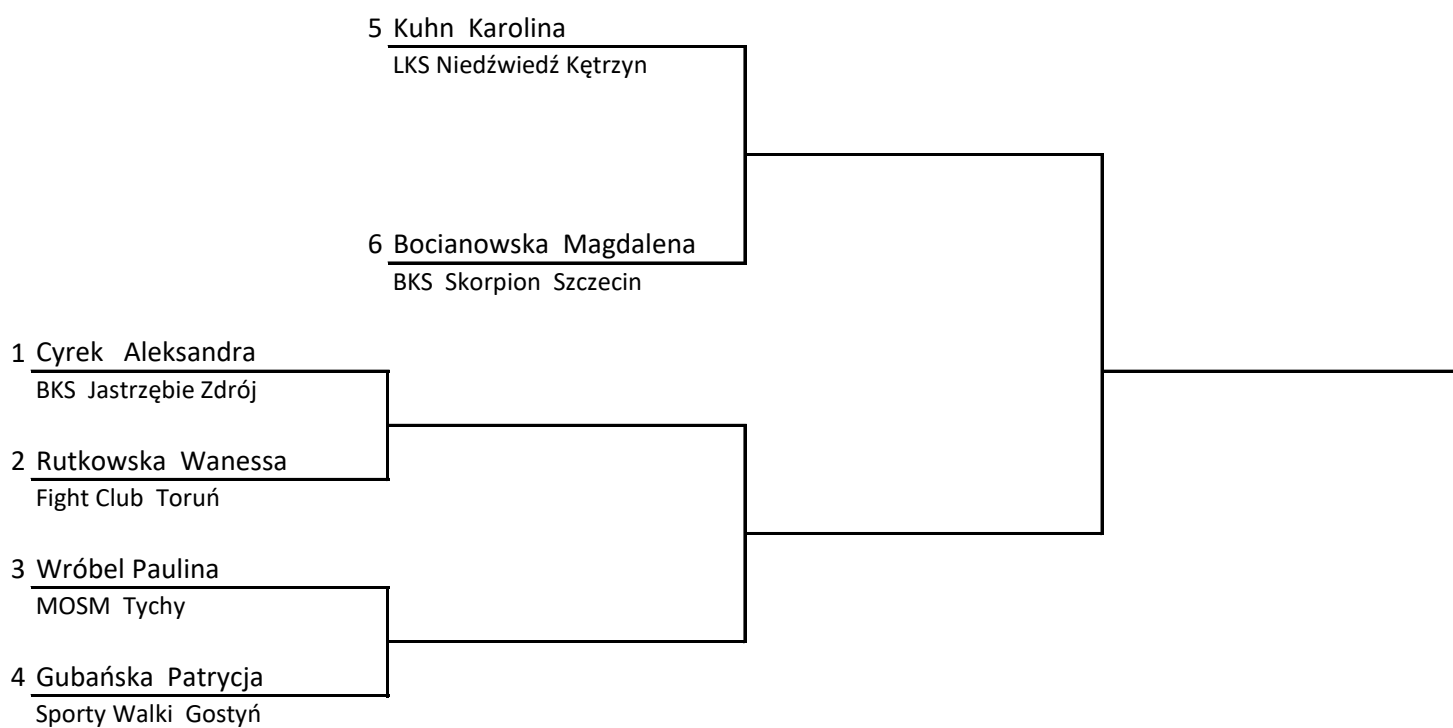 5 Kuhn Karolina
LKS Niedźwiedź Kętrzyn
6 Bocianowska Magdalena
BKS Skorpion Szczecin
1 Cyrek Aleksandra
BKS Jastrzębie Zdrój
2 Rutkowska Wanessa
Fight Club Toruń
3 Wróbel Paulina
MOSM Tychy
4 Gubańska Patrycja
Sporty Walki Gostyń